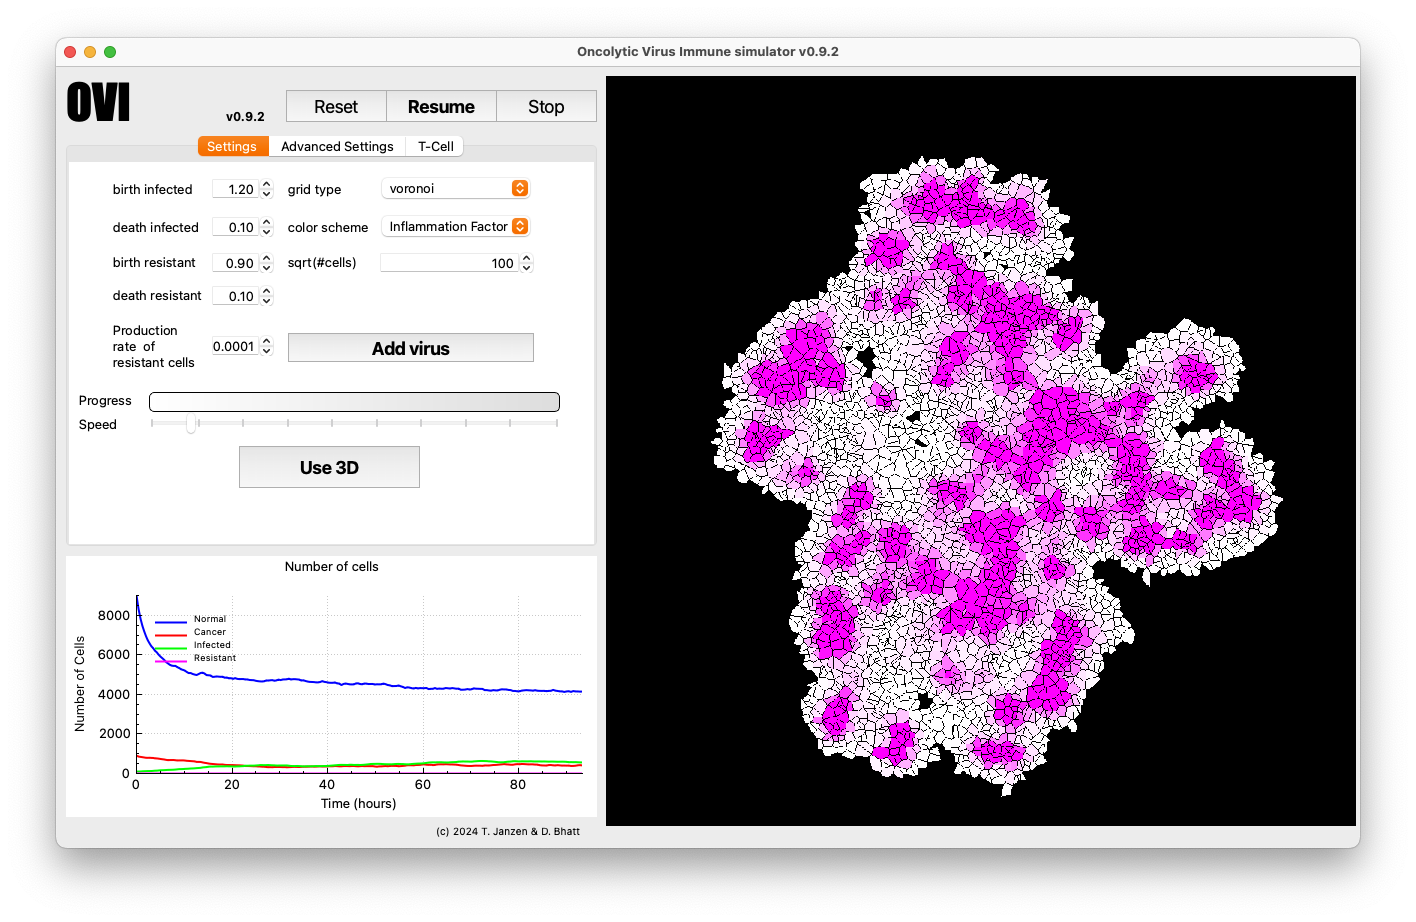 Oncolytic Virus Immune simulator v0.9.2
OVI
v0.9.2
Reset
Resume
Stop
Settings
Advanced Settings
T-Cell
birth infected
1.20
grid type
voronoi
death infected
0.10
color scheme
Inflammation Factor
birth resistant
0.90
sqrt(#cells)
100
death resistant
0.10
Production
rate of
resistant cells
0.0001
Add virus
Progress
Speed
Use 3D
Number of cells
Number of Cells
8000
6000
4000
2000
0
Normal
Cancer
Infected
Resistant
0
20
40
60
80
Time (hours)
(c) 2024 T. Janzen & D. Bhatt